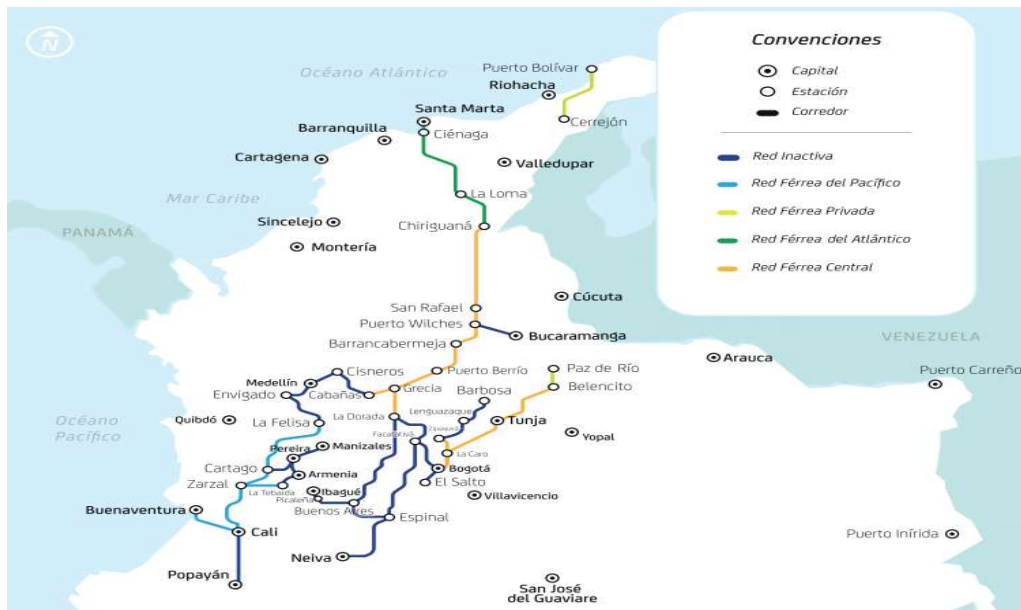 N
Océano Atlántico
Puerto Bolívar
Riohacha
Santa Marta
Cerrejón
Barranquilla
Ciénaga
Cartagena
Valledupar
Mar Caribe
La Loma
Sincelejo
Chiriguaná
PANAMÁ
Montería
Convenciones
Capital
Estación
Corredor
Red Inactiva
Red Férrea del Pacífico
Red Férrea Privada
Red Férrea del Atlántico
Red Férrea Central
Cúcuta
San Rafael
Puerto Wilches
Bucaramanga
VENEZUELA
Barrancabermeja
Arauca
Puerto Carreño
Cisneros
Puerto Berrío
Paz de Río
Medellín
Grecia
Barbosa
Belencito
Envigado
Cabañas
Océano
Pacífico
Quibdó
La Felisa
La Dorada
Lenguazaque
Tunja
Yopal
Facatativá
Pereira
Manizales
La Caro
Cartago
Armenia
Bogotá
Zarzal
La Tebaida
Ibagué
El Salto
Picaleña
Villavicencio
Buenaventura
Buenos Aires
Espinal
Cali
Puerto Inírida
Neiva
Popayán
San José
del Guaviare